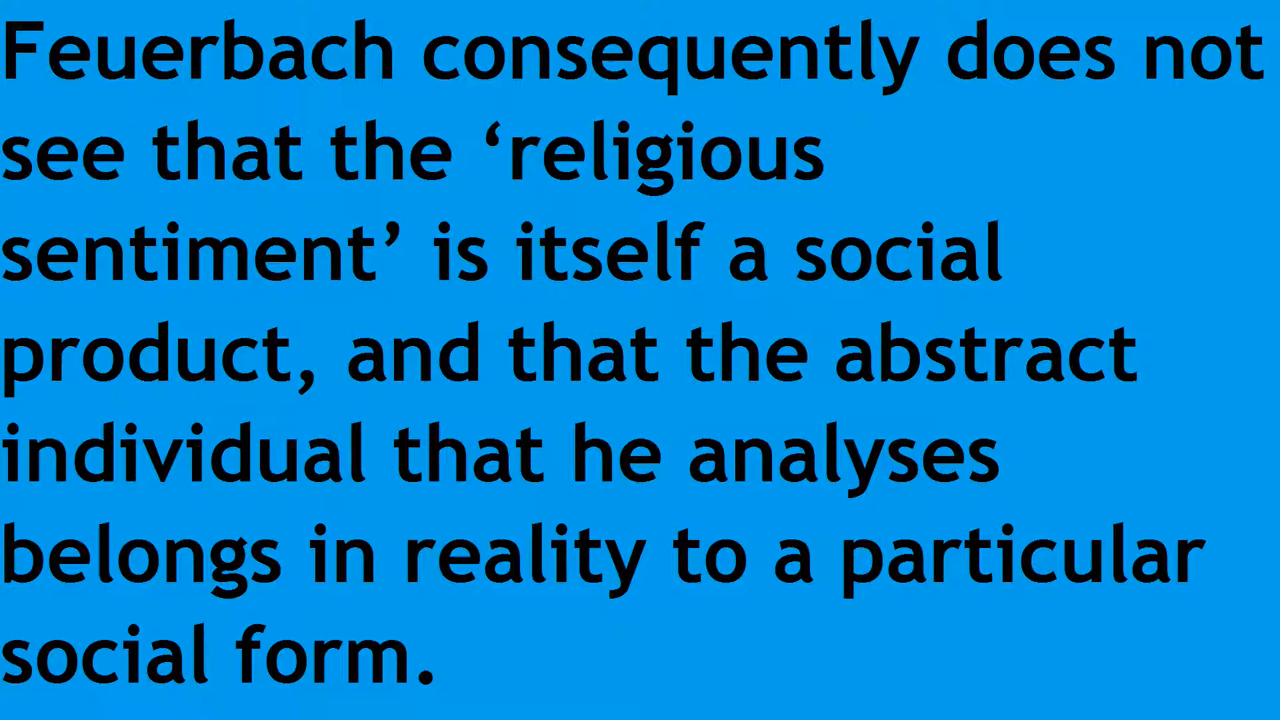 Feuerbach consequently does not
see that the ‘religious
sentiment’ is itself a social
product, and that the abstract
individual that he analyses
belongs in reality to a particular
social form.